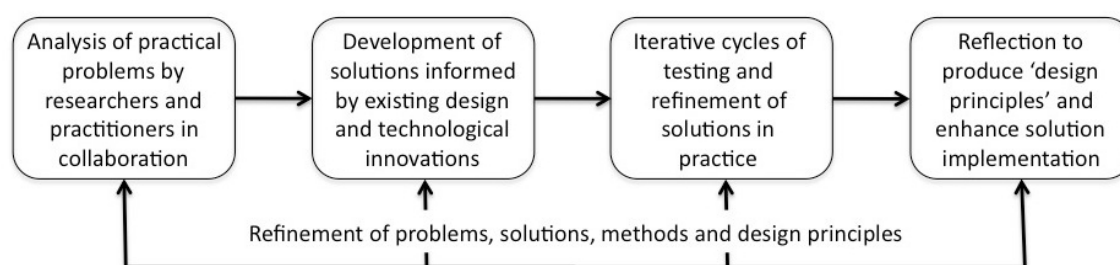 Analysis of practical
problems by
researchers and
practitioners in
collaboration
Development of
solutions informed
by existing design
and technological
innovations
Iterative cycles of
testing and
refinement of
solutions in
practice
Reflection to
produce ‘design
principles’ and
enhance solution
implementation
Refinement of problems, solutions, methods and design principles